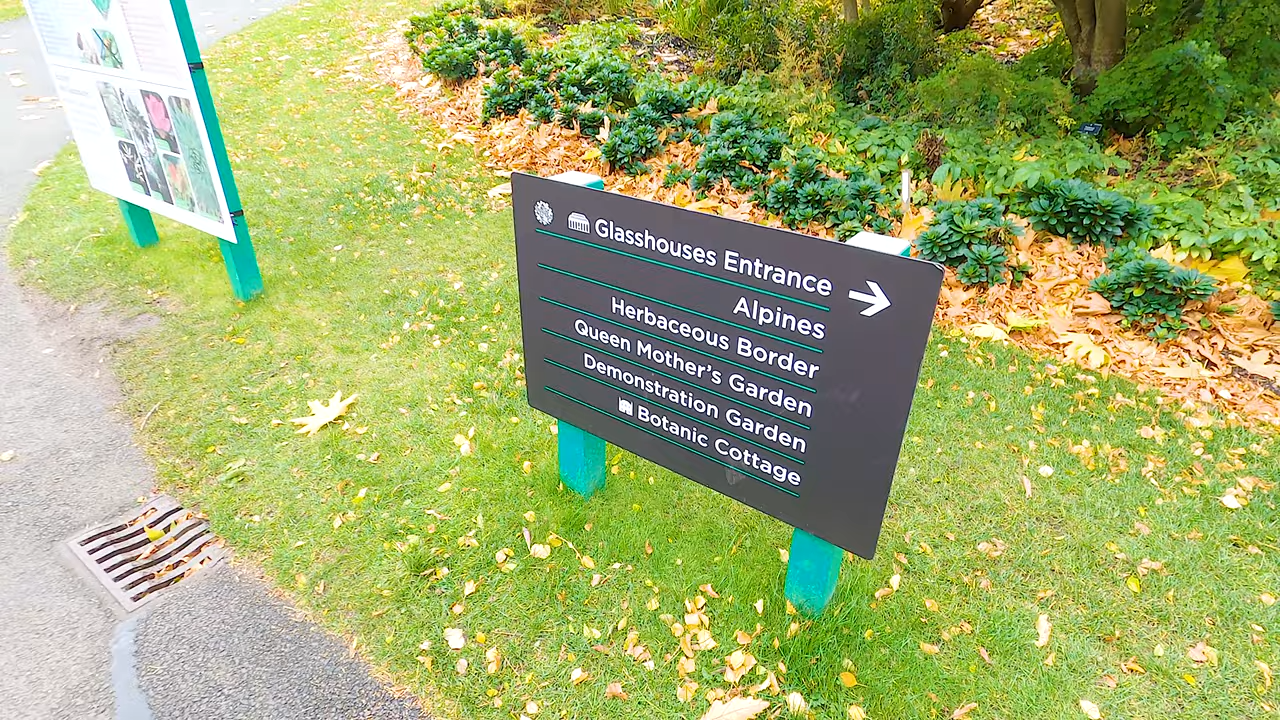 Glasshouses Entrance →
Alpines
Herbaceous Border
Queen Mother's Garden
Demonstration Garden
Botanic Cottage